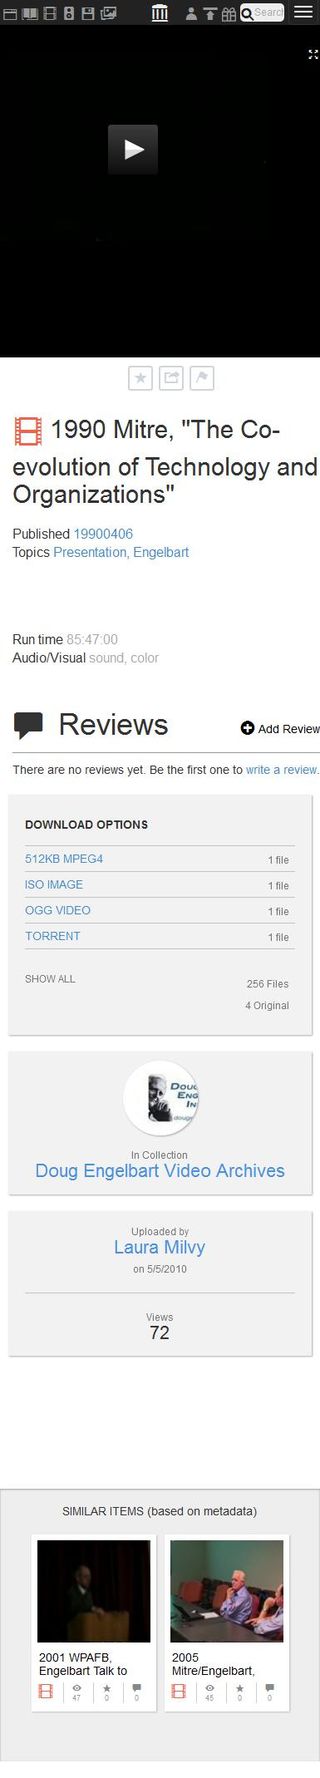 Search
1990 Mitre, "The Co-
evolution of Technology and
Organizations"
Published 19900406
Topics Presentation, Engelbart
Run time 85:47:00
Audio/Visual sound, color
Reviews
Add Review
There are no reviews yet. Be the first one to write a review.
DOWNLOAD OPTIONS
512KB MPEG4 1 file
ISO IMAGE 1 file
OGG VIDEO 1 file
TORRENT 1 file
SHOW ALL 256 Files
4 Original
In Collection
Doug Engelbart Video Archives
Uploaded by
Laura Milvy
on 5/5/2010
Views
72
SIMILAR ITEMS (based on metadata)
2001 WPAFB,
Engelbart Talk to
47 0 0
2005
Mitre/Engelbart,
45 0 0